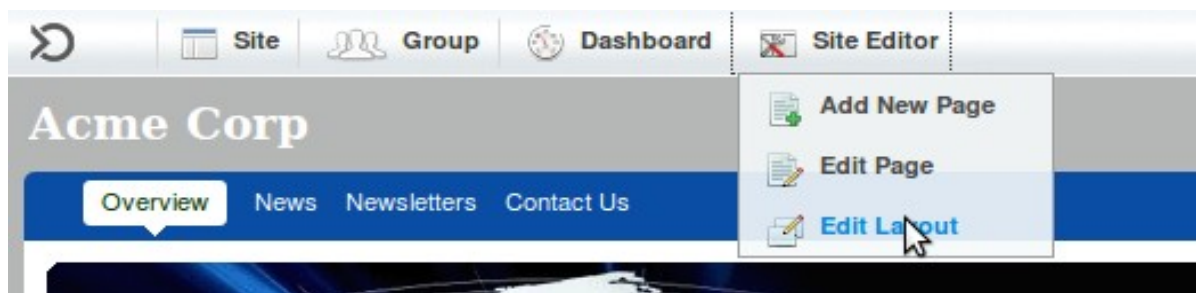 Site Group Dashboard Site Editor
Add New Page
Edit Page
Edit Layout
Acme Corp
Overview News Newsletters Contact Us